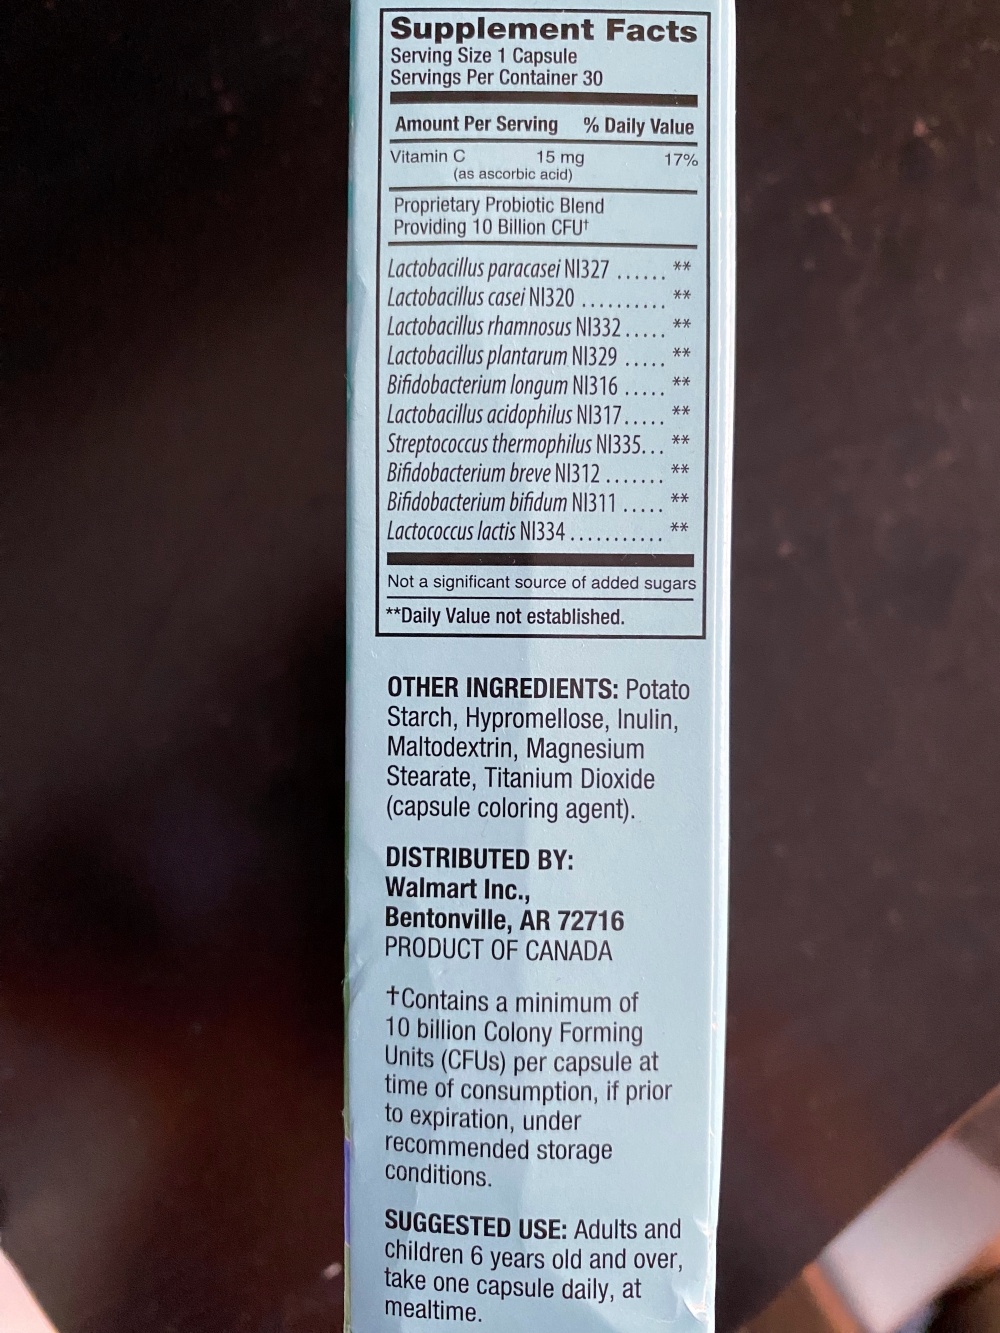 Supplement Facts
Serving Size 1 Capsule
Servings Per Container 30
Amount Per Serving % Daily Value
Vitamin C 15 mg 17%
(as ascorbic acid)
Proprietary Probiotic Blend
Providing 10 Billion CFU†
Lactobacillus paracasei NI327 ...... **
Lactobacillus casei NI320 .......... **
Lactobacillus rhamnosus NI332 ..... **
Lactobacillus plantarum NI329 ..... **
Bifidobacterium longum NI316 ..... **
Lactobacillus acidophilus NI317..... **
Streptococcus thermophilus NI335... **
Bifidobacterium breve NI312 ....... **
Bifidobacterium bifidum NI311 ..... **
Lactococcus lactis NI334 ........... **
Not a significant source of added sugars
**Daily Value not established.
OTHER INGREDIENTS: Potato
Starch, Hypromellose, Inulin,
Maltodextrin, Magnesium
Stearate, Titanium Dioxide
(capsule coloring agent).
DISTRIBUTED BY:
Walmart Inc.,
Bentonville, AR 72716
PRODUCT OF CANADA
†Contains a minimum of
10 billion Colony Forming
Units (CFUs) per capsule at
time of consumption, if prior
to expiration, under
recommended storage
conditions.
SUGGESTED USE: Adults and
children 6 years old and over,
take one capsule daily, at
mealtime.